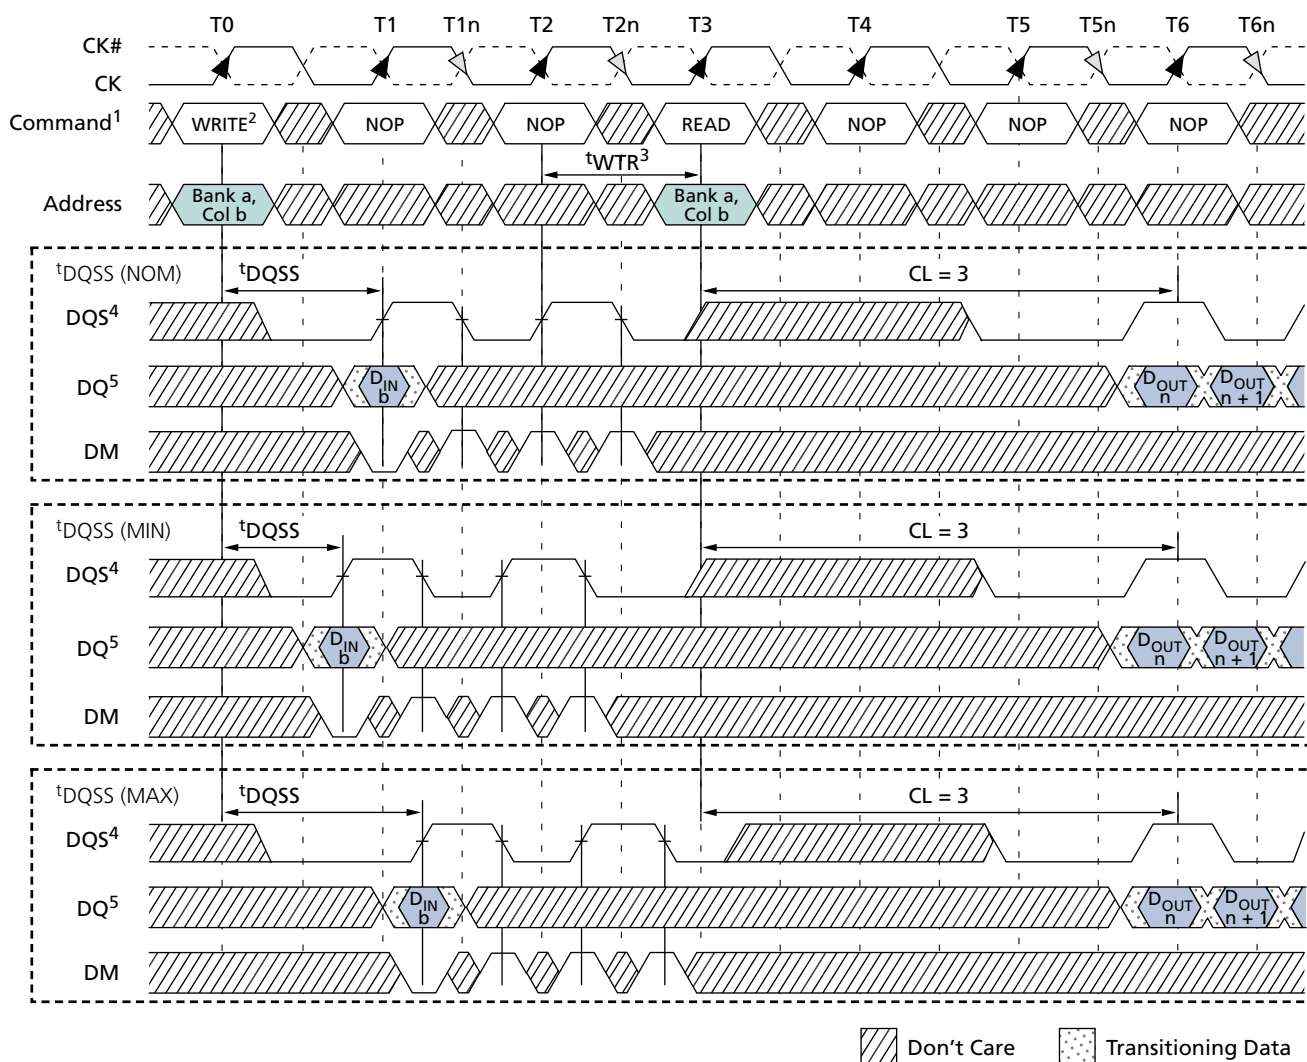 T0 T1 T1n T2 T2n T3 T4 T5 T5n T6 T6n
CK#
CK
Command1 WRITE2 NOP NOP READ NOP NOP NOP
tWTR3
Address Bank a, Col b Bank a, Col b
tDQSS (NOM) tDQSS CL = 3
DQS4
DQ5 DIN b DOUT n DOUT n + 1
DM
tDQSS (MIN) tDQSS CL = 3
DQS4
DQ5 DIN b DOUT n DOUT n + 1
DM
tDQSS (MAX) tDQSS CL = 3
DQS4
DQ5 DIN b DOUT n DOUT n + 1
DM
Don't Care Transitioning Data